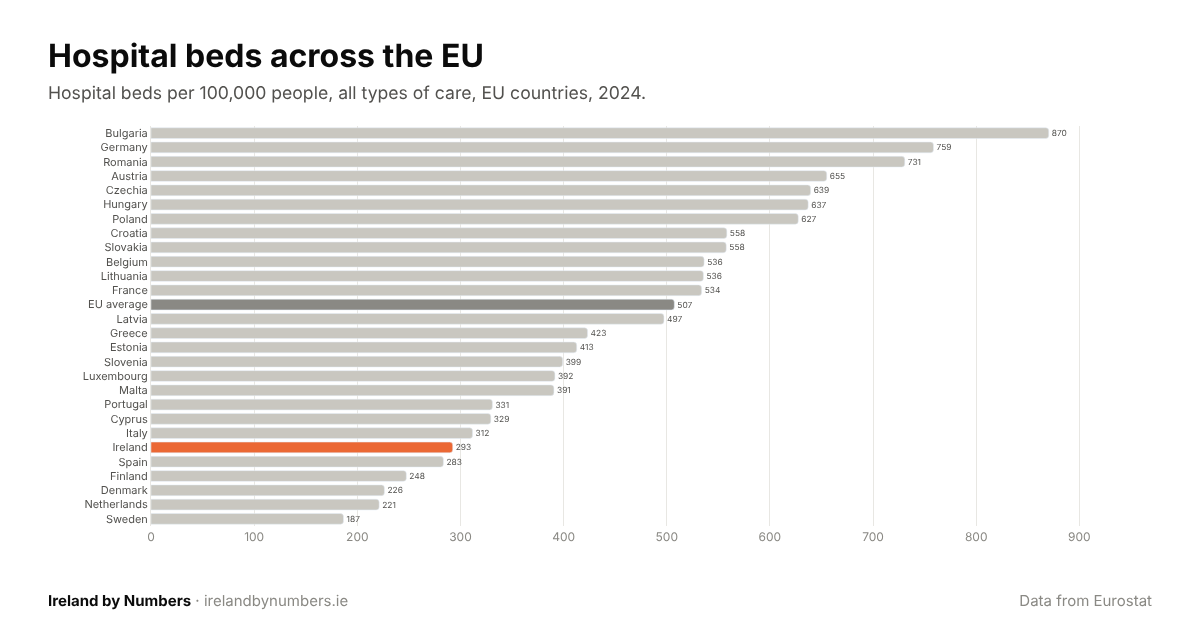 Hospital beds across the EU
Hospital beds per 100,000 people, all types of care, EU countries, 2024.
Bulgaria 870
Germany 759
Romania 731
Austria 655
Czechia 639
Hungary 637
Poland 627
Croatia 558
Slovakia 558
Belgium 536
Lithuania 536
France 534
EU average 507
Latvia 497
Greece 423
Estonia 413
Slovenia 399
Luxembourg 392
Malta 391
Portugal 331
Cyprus 329
Italy 312
Ireland 293
Spain 283
Finland 248
Denmark 226
Netherlands 221
Sweden 187
0 100 200 300 400 500 600 700 800 900
Ireland by Numbers · irelandbynumbers.ie Data from Eurostat